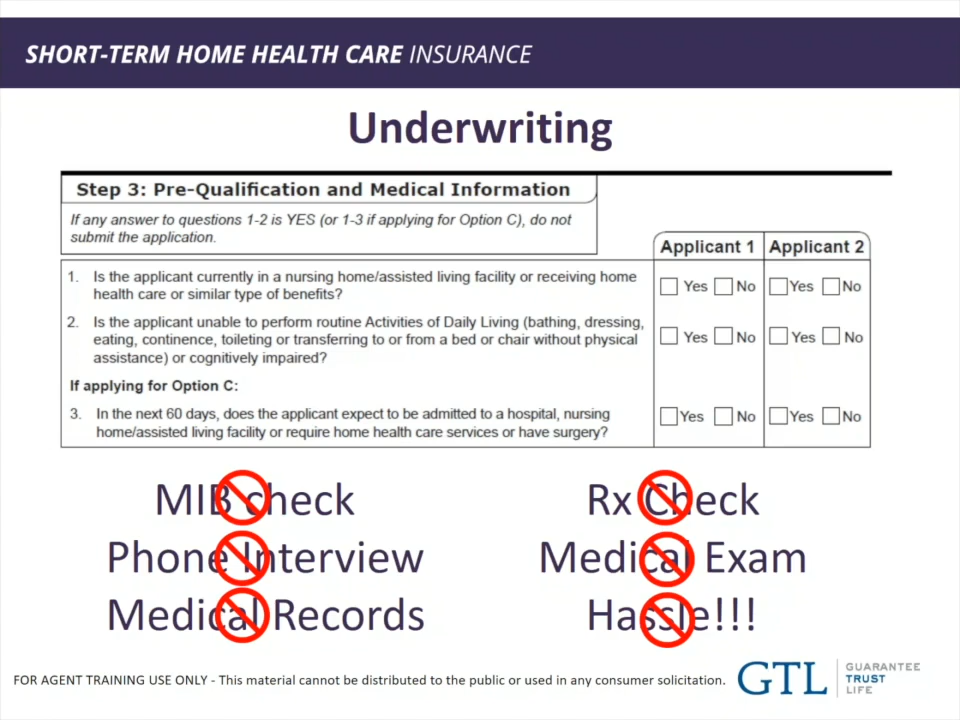 SHORT-TERM HOME HEALTH CARE INSURANCE
Underwriting
Step 3: Pre-Qualification and Medical Information
If any answer to questions 1-2 is YES (or 1-3 if applying for Option C), do not
submit the application.
Applicant 1 Applicant 2
1. Is the applicant currently in a nursing home/assisted living facility or receiving home
health care or similar type of benefits?
Yes No Yes No
2. Is the applicant unable to perform routine Activities of Daily Living (bathing, dressing,
eating, continence, toileting or transferring to or from a bed or chair without physical
assistance) or cognitively impaired?
Yes No Yes No
If applying for Option C:
3. In the next 60 days, does the applicant expect to be admitted to a hospital, nursing
home/assisted living facility or require home health care services or have surgery?
Yes No Yes No
MIB check
Rx Check
Phone Interview
Medical Exam
Medical Records
Hassle!!!
FOR AGENT TRAINING USE ONLY - This material cannot be distributed to the public or used in any consumer solicitation.
GTL
GUARANTEE
TRUST
LIFE